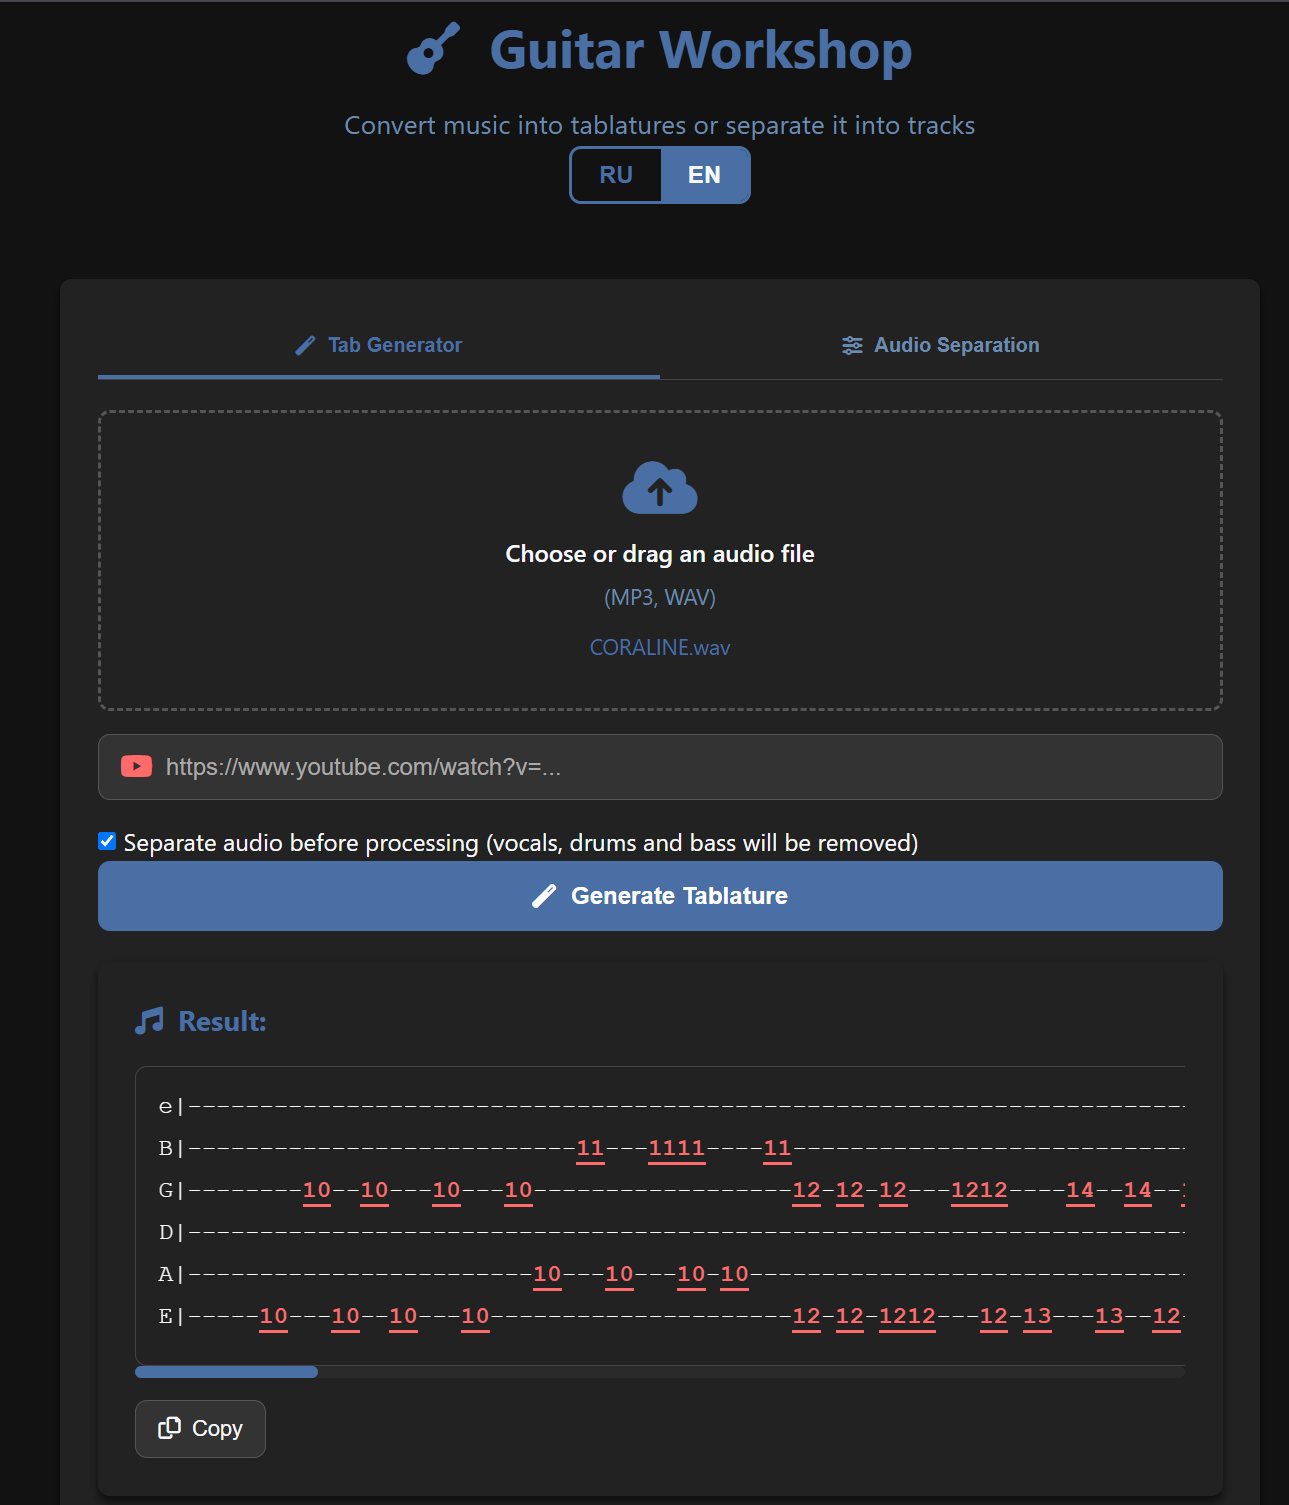 Guitar Workshop
Convert music into tablatures or separate it into tracks
RU EN
Tab Generator Audio Separation
Choose or drag an audio file
(MP3, WAV)
CORALINE.wav
https://www.youtube.com/watch?v=...
Separate audio before processing (vocals, drums and bass will be removed)
Generate Tablature
Result:
e|---------------------------------------------------------------------
B|---------------------------11---1111----11---------------------------
G|--------10--10---10---10------------------12-12-12---1212----14--14--
D|---------------------------------------------------------------------
A|------------------------10---10---10-10------------------------------
E|-----10---10--10---10---------------------12-12-1212---12-13---13--12-
Copy